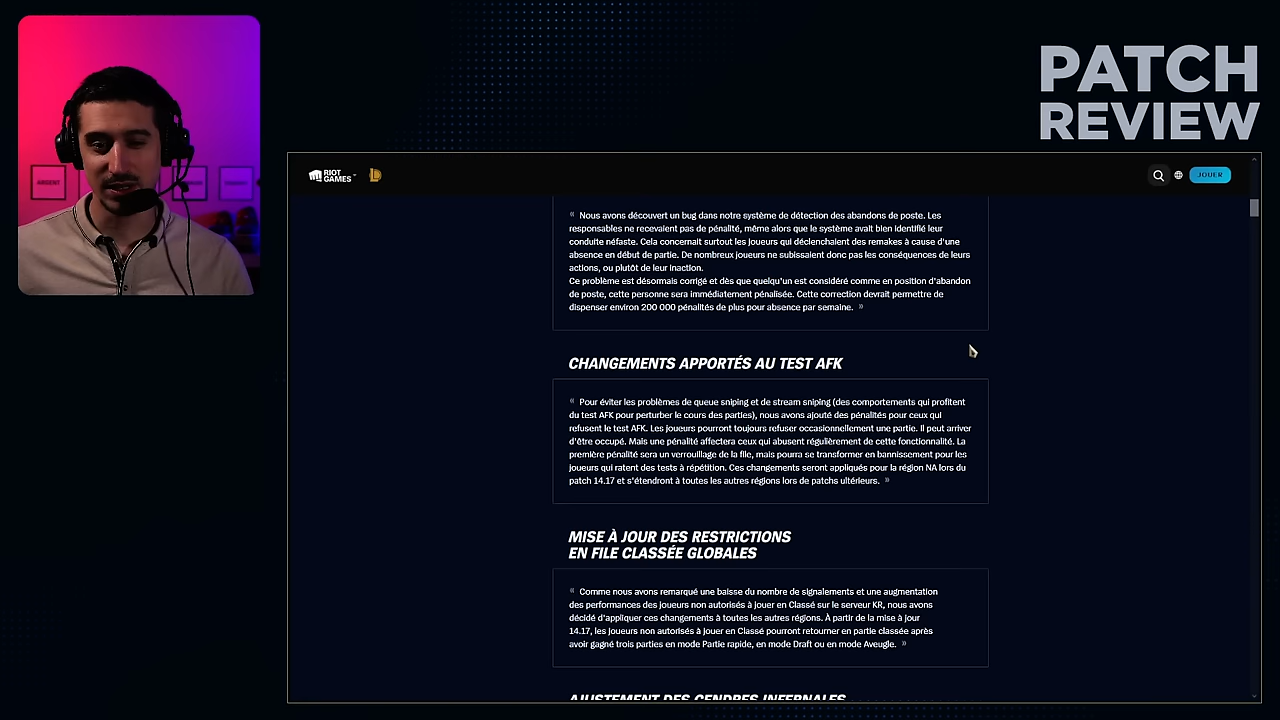 PATCH
REVIEW
ARGENT
RIOT
GAMES
JOUER
« Nous avons découvert un bug dans notre système de détection des abandons de poste. Les
responsables ne recevaient pas de pénalité, même alors que le système avait bien identifié leur
conduite néfaste. Cela concernait surtout les joueurs qui déclenchaient des remakes à cause d'une
absence en début de partie. De nombreux joueurs ne subissaient donc pas les conséquences de leurs
actions, ou plutôt de leur inaction.
Ce problème est désormais corrigé et dès que quelqu'un est considéré comme en position d'abandon
de poste, cette personne sera immédiatement pénalisée. Cette correction devrait permettre de
dispenser environ 200 000 pénalités de plus pour absence par semaine. »
CHANGEMENTS APPORTÉS AU TEST AFK
« Pour éviter les problèmes de queue sniping et de stream sniping (des comportements qui profitent
du test AFK pour perturber le cours des parties), nous avons ajouté des pénalités pour ceux qui
refusent le test AFK. Les joueurs pourront toujours refuser occasionnellement une partie. Il peut arriver
d'être occupé. Mais une pénalité affectera ceux qui abusent régulièrement de cette fonctionnalité. La
première pénalité sera un verrouillage de la file, mais pourra se transformer en bannissement pour les
joueurs qui ratent des tests à répétition. Ces changements seront appliqués pour la région NA lors du
patch 14.17 et s'étendront à toutes les autres régions lors de patchs ultérieurs. »
MISE À JOUR DES RESTRICTIONS
EN FILE CLASSÉE GLOBALES
« Comme nous avons remarqué une baisse du nombre de signalements et une augmentation
des performances des joueurs non autorisés à jouer en Classé sur le serveur KR, nous avons
décidé d'appliquer ces changements à toutes les autres régions. À partir de la mise à jour
14.17, les joueurs non autorisés à jouer en Classé pourront retourner en partie classée après
avoir gagné trois parties en mode Partie rapide, en mode Draft ou en mode Aveugle. »
AJUSTEMENT DES CENDRES INFERNALES